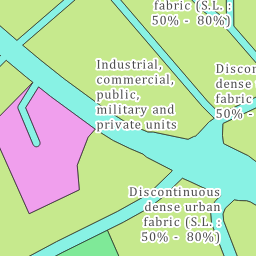 fabric (S.L. :
50% - 80%)
Industrial,
commercial,
public,
military and
private units
dense
fabric
50% -
Discontinuous
dense urban
fabric (S.L. :
50% - 80%)